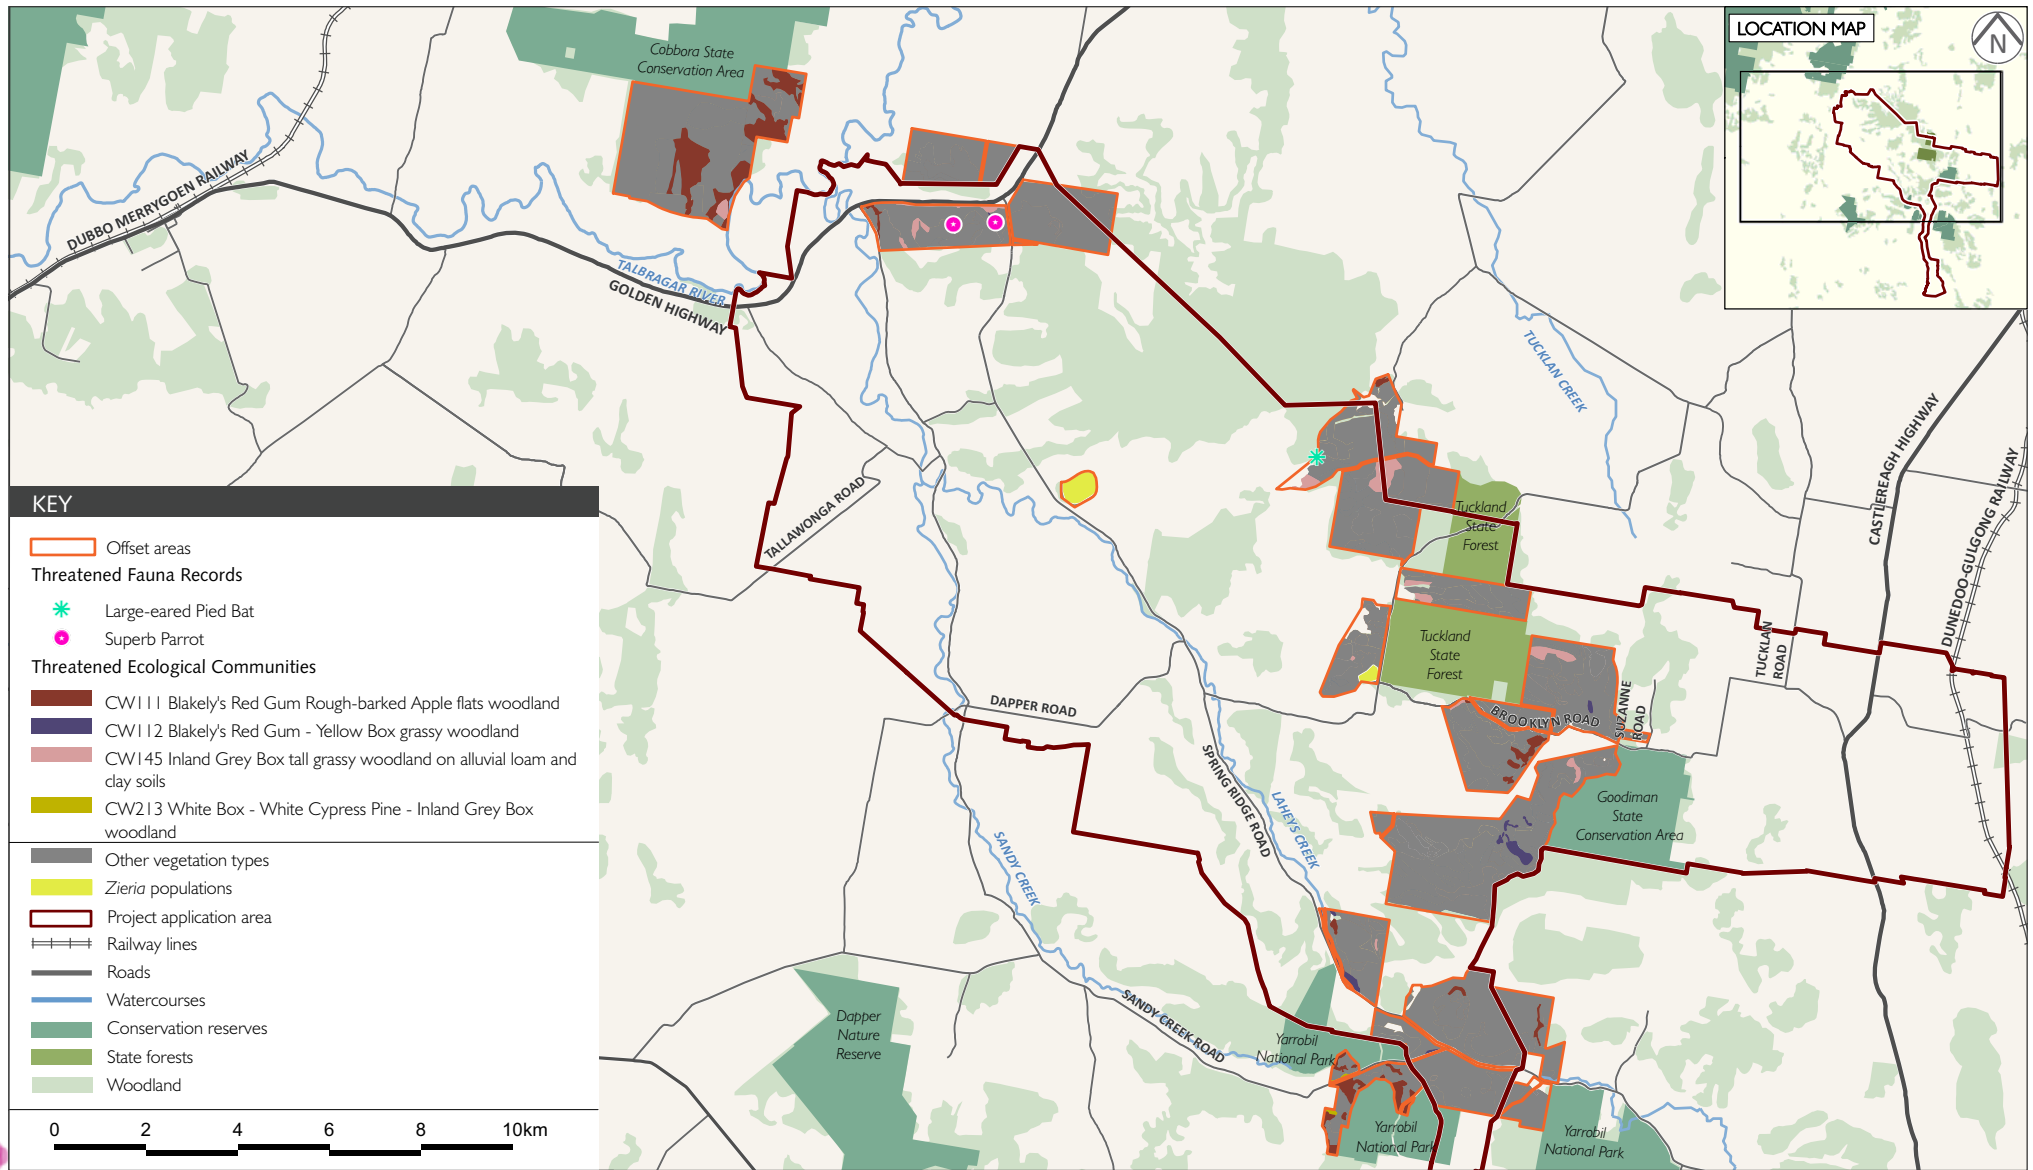 LOCATION MAP
N
Cobbora State
Conservation Area
DUBBO MERRYGOEN RAILWAY
TALBRAGAR RIVER
GOLDEN HIGHWAY
TUCKLAN CREEK
CASTLEREAGH HIGHWAY
DUNEDOO-GULGONG RAILWAY
TALLAWONGA ROAD
Tuckland
State
Forest
Tuckland
State
Forest
TUCKLAN
ROAD
SUZANNE
ROAD
BROOKLYN ROAD
DAPPER ROAD
SPRING RIDGE ROAD
LAHEYS CREEK
Goodiman
State
Conservation Area
SANDY CREEK
SANDY CREEK ROAD
Dapper
Nature
Reserve
Yarrobil
National Park
Yarrobil
National Park
Yarrobil
National Park
KEY
Offset areas
Threatened Fauna Records
Large-eared Pied Bat
Superb Parrot
Threatened Ecological Communities
CW111 Blakely's Red Gum Rough-barked Apple flats woodland
CW112 Blakely's Red Gum - Yellow Box grassy woodland
CW145 Inland Grey Box tall grassy woodland on alluvial loam and
clay soils
CW213 White Box - White Cypress Pine - Inland Grey Box
woodland
Other vegetation types
Zieria populations
Project application area
Railway lines
Roads
Watercourses
Conservation reserves
State forests
Woodland
0 2 4 6 8 10km